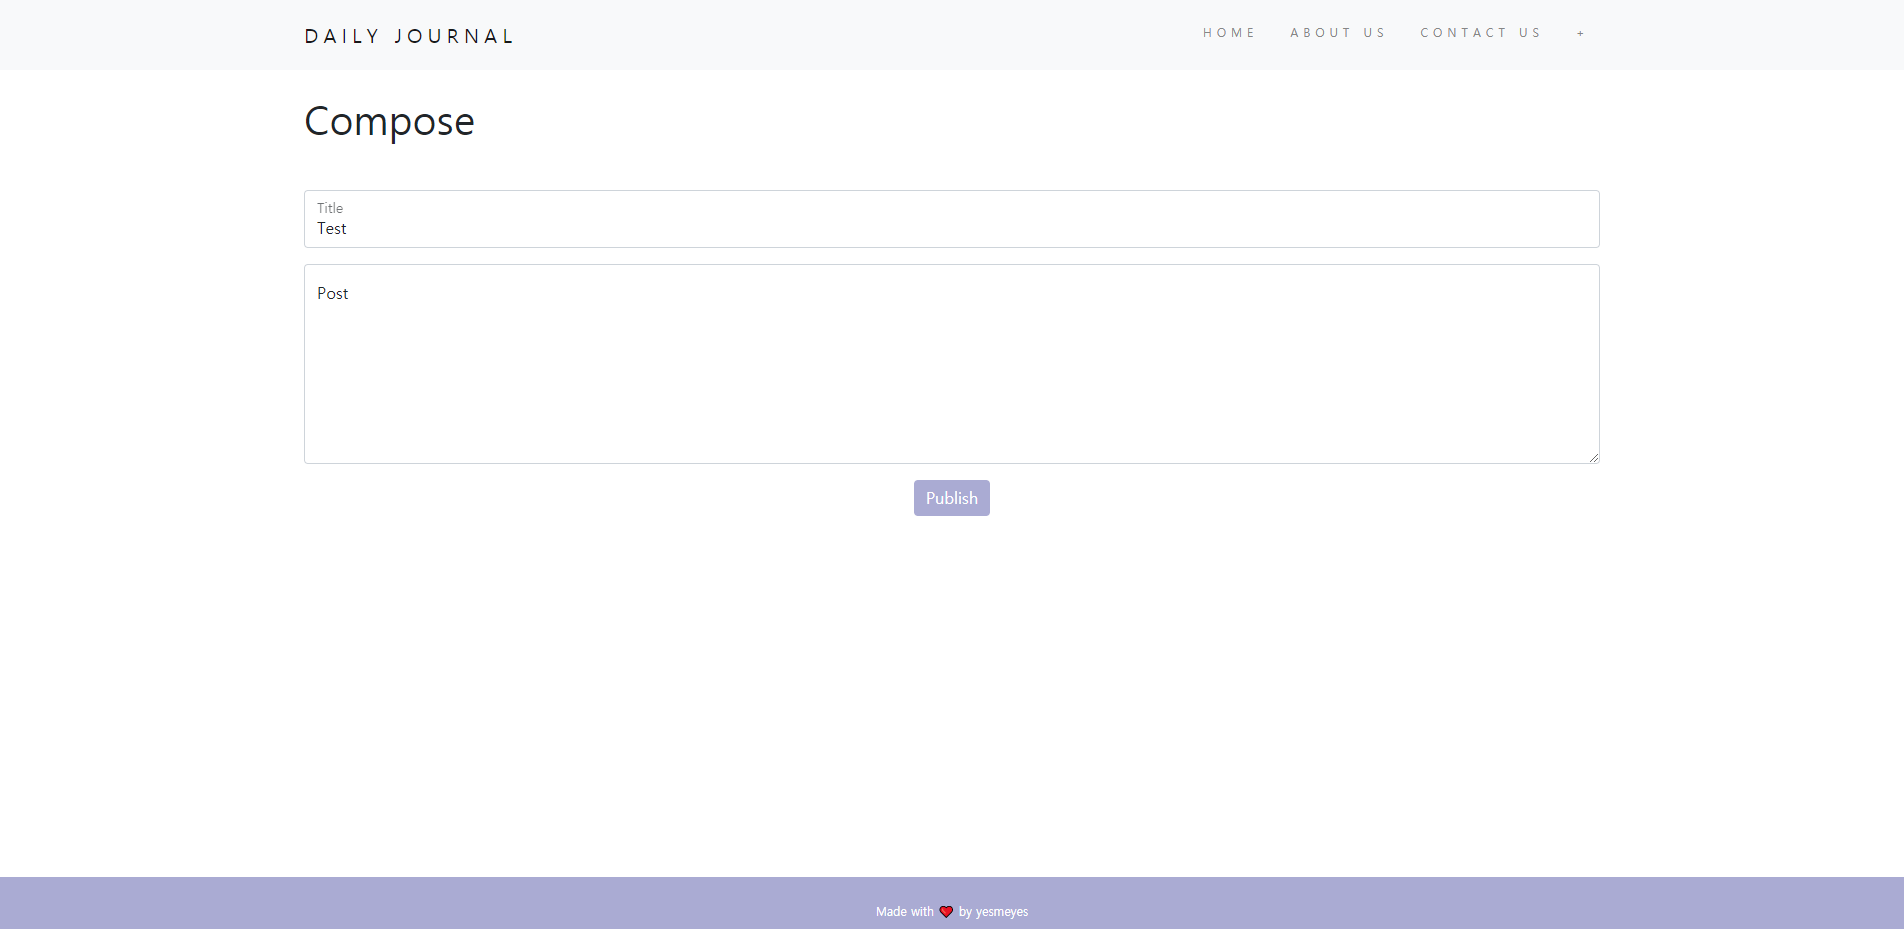 DAILY JOURNAL
HOME ABOUT US CONTACT US +
Compose
Title
Test
Post
Publish
Made with ❤️ by yesmeyes